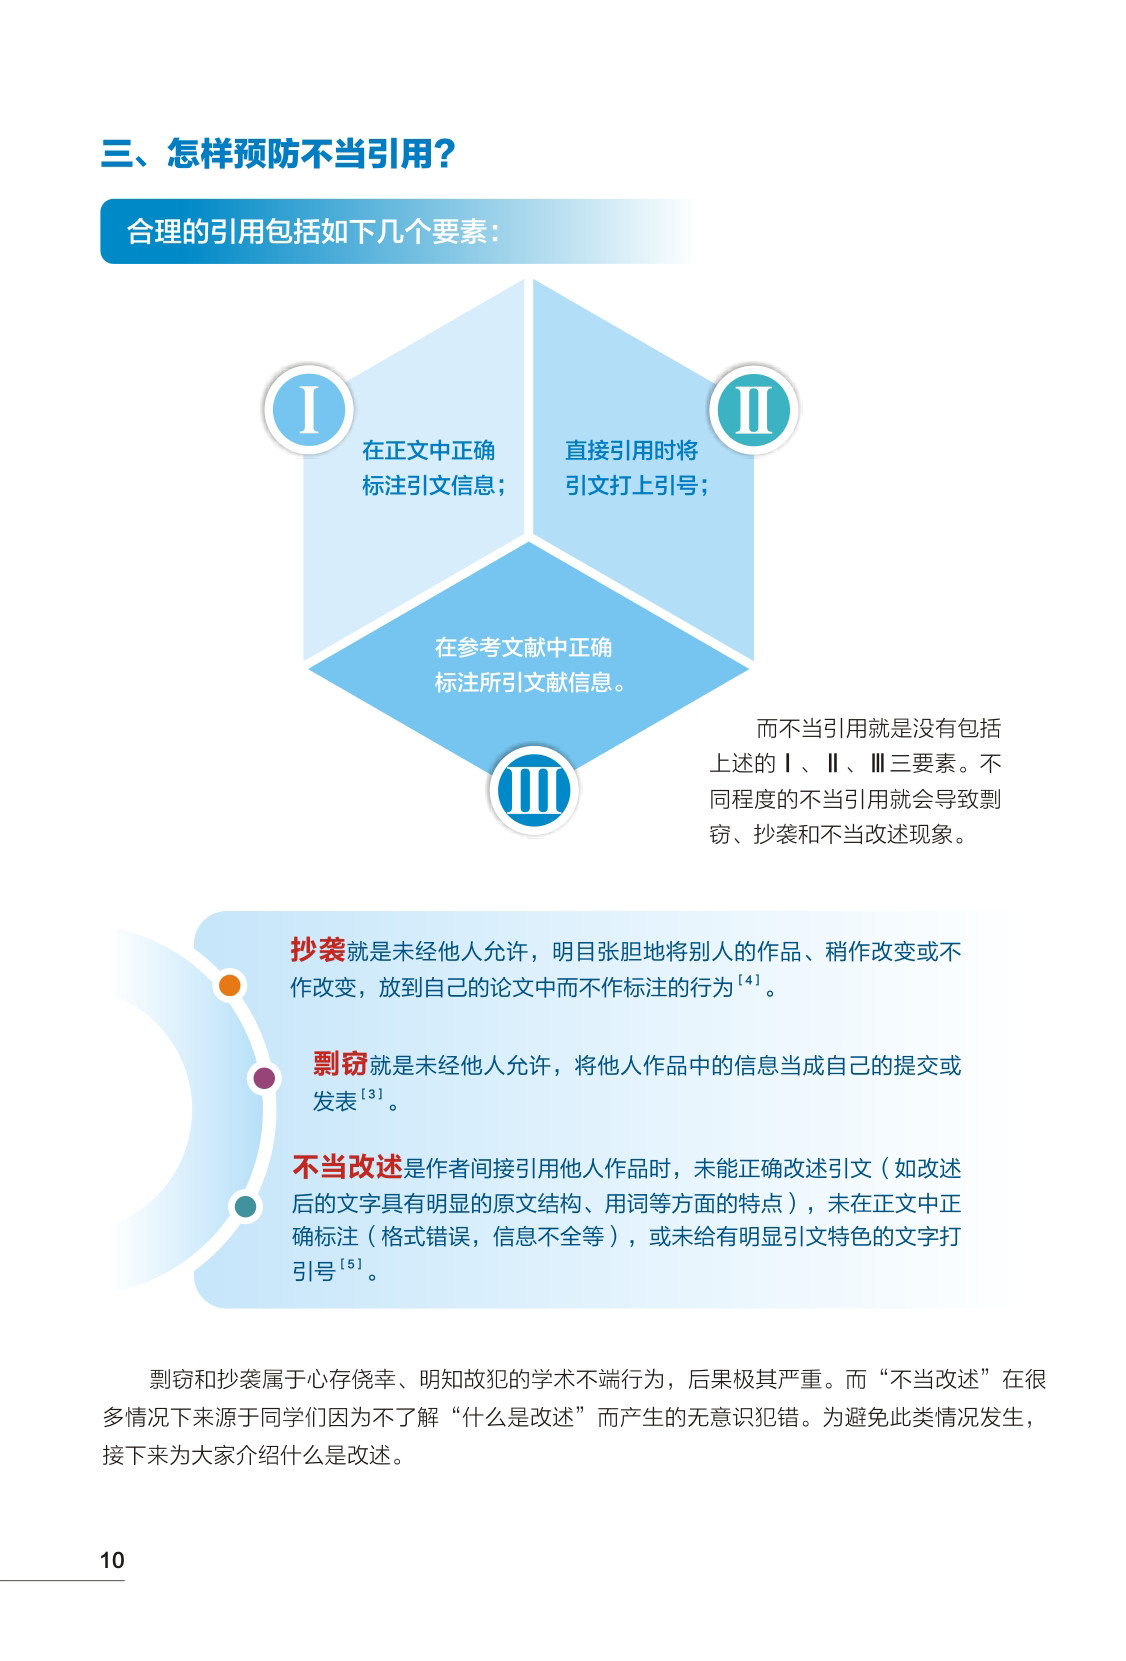 三、怎样预防不当引用？
合理的引用包括如下几个要素：
Ⅰ
Ⅱ
在正文中正确
标注引文信息；
直接引用时将
引文打上引号；
在参考文献中正确
标注所引文献信息。
Ⅲ
而不当引用就是没有包括
上述的Ⅰ、Ⅱ、Ⅲ三要素。不
同程度的不当引用就会导致剽
窃、抄袭和不当改述现象。
抄袭就是未经他人允许，明目张胆地将别人的作品、稍作改变或不
作改变，放到自己的论文中而不作标注的行为[4]。
剽窃就是未经他人允许，将他人作品中的信息当成自己的提交或
发表[3]。
不当改述是作者间接引用他人作品时，未能正确改述引文（如改述
后的文字具有明显的原文结构、用词等方面的特点），未在正文中正
确标注（格式错误，信息不全等），或未给有明显引文特色的文字打
引号[5]。
剽窃和抄袭属于心存侥幸、明知故犯的学术不端行为，后果极其严重。而“不当改述”在很
多情况下来源于同学们因为不了解“什么是改述”而产生的无意识犯错。为避免此类情况发生，
接下来为大家介绍什么是改述。
10